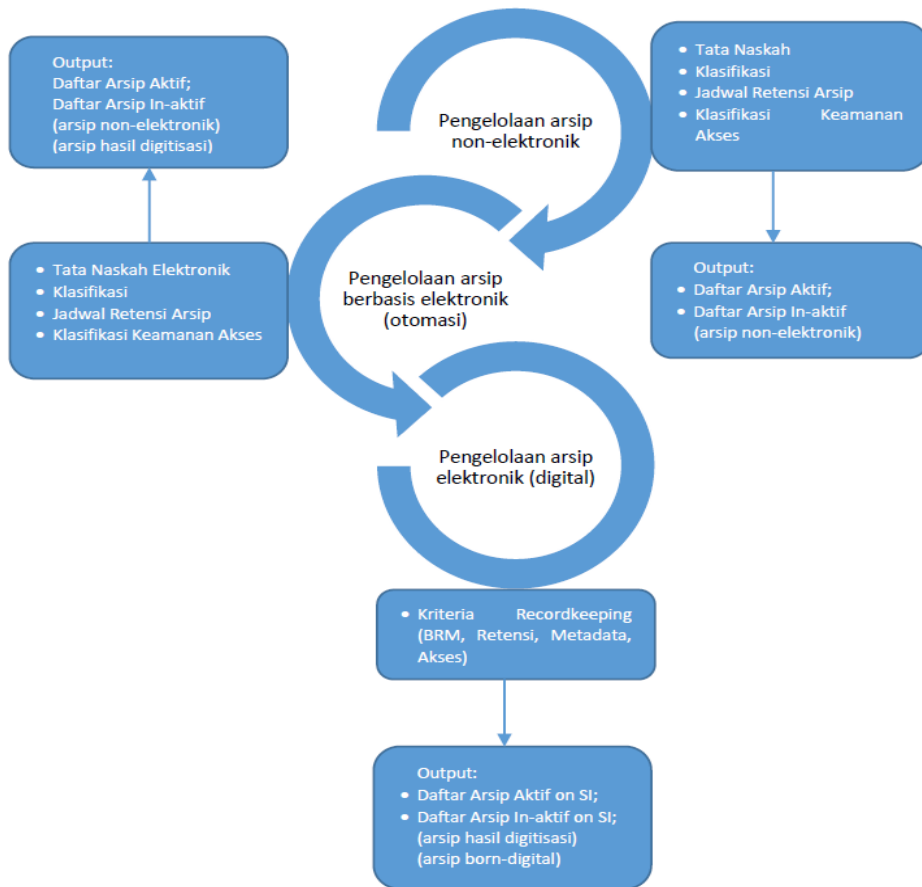 Output:
Daftar Arsip Aktif;
Daftar Arsip In-aktif
(arsip non-elektronik)
(arsip hasil digitisasi)
Pengelolaan arsip
non-elektronik
• Tata Naskah
• Klasifikasi
• Jadwal Retensi Arsip
• Klasifikasi Keamanan
Akses
• Tata Naskah Elektronik
• Klasifikasi
• Jadwal Retensi Arsip
• Klasifikasi Keamanan Akses
Pengelolaan arsip
berbasis elektronik
(otomasi)
Output:
• Daftar Arsip Aktif;
• Daftar Arsip In-aktif
(arsip non-elektronik)
Pengelolaan arsip
elektronik (digital)
• Kriteria Recordkeeping
(BRM, Retensi, Metadata,
Akses)
Output:
• Daftar Arsip Aktif on SI;
• Daftar Arsip In-aktif on SI;
(arsip hasil digitisasi)
(arsip born-digital)